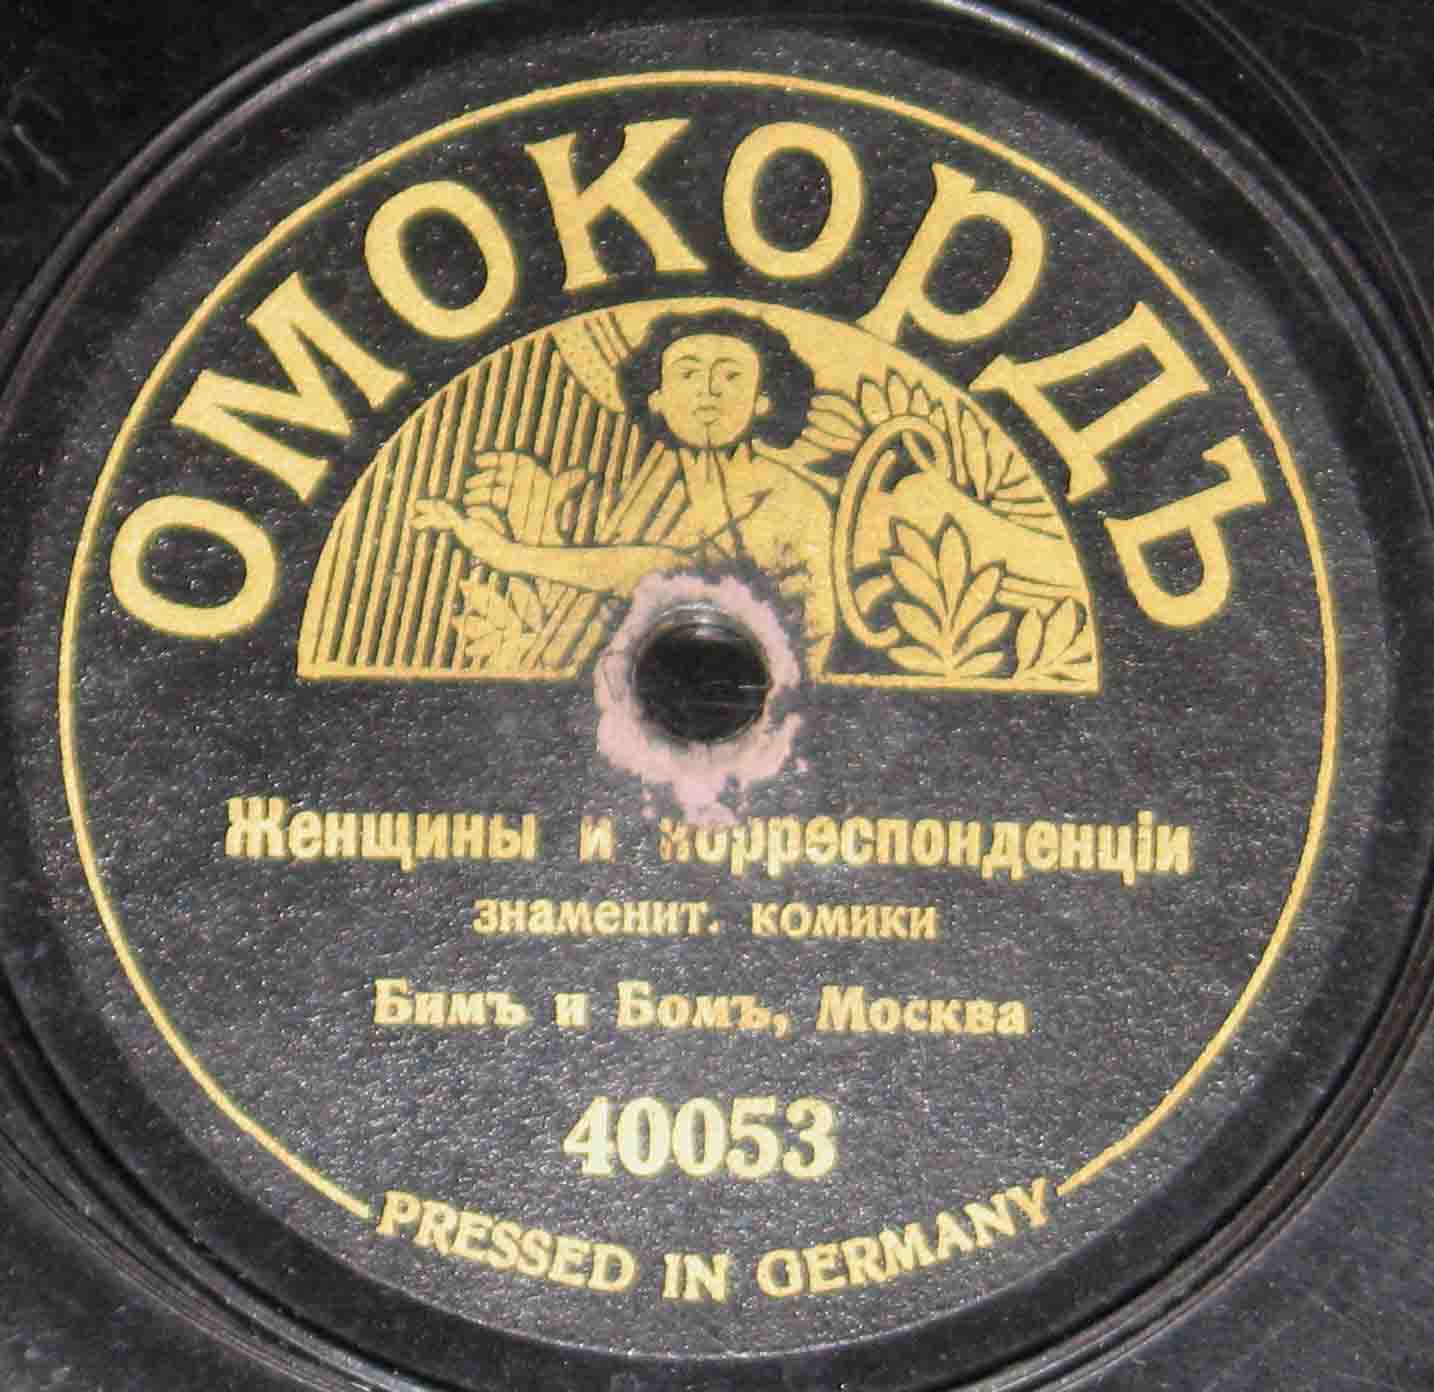 ОМОКОРДЪ
Женщины и корреспонденціи
знаменит. комики
Бимъ и Бомъ, Москва
40053
PRESSED IN GERMANY